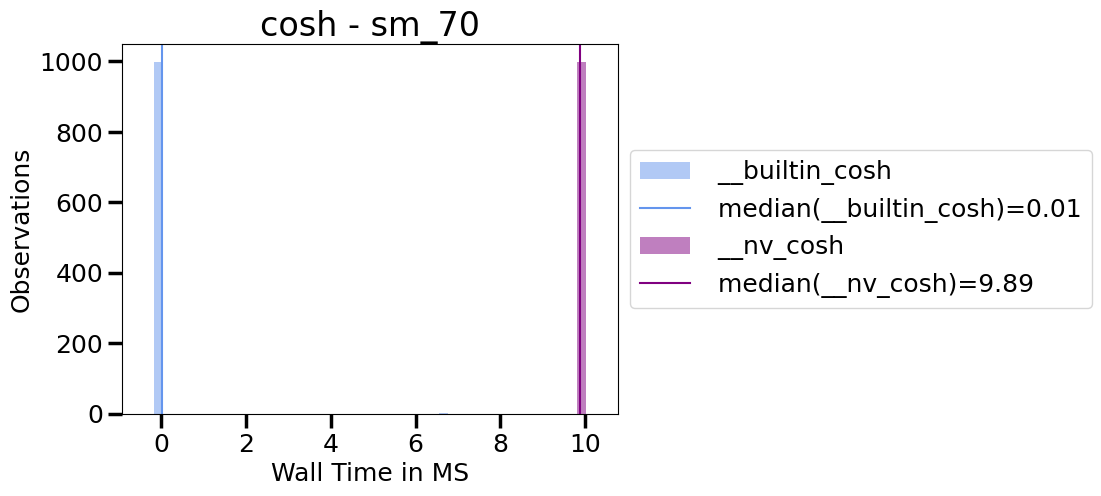 cosh - sm_70
Observations
1000
800
600
400
200
0
0 2 4 6 8 10
Wall Time in MS
__builtin_cosh
median(__builtin_cosh)=0.01
__nv_cosh
median(__nv_cosh)=9.89